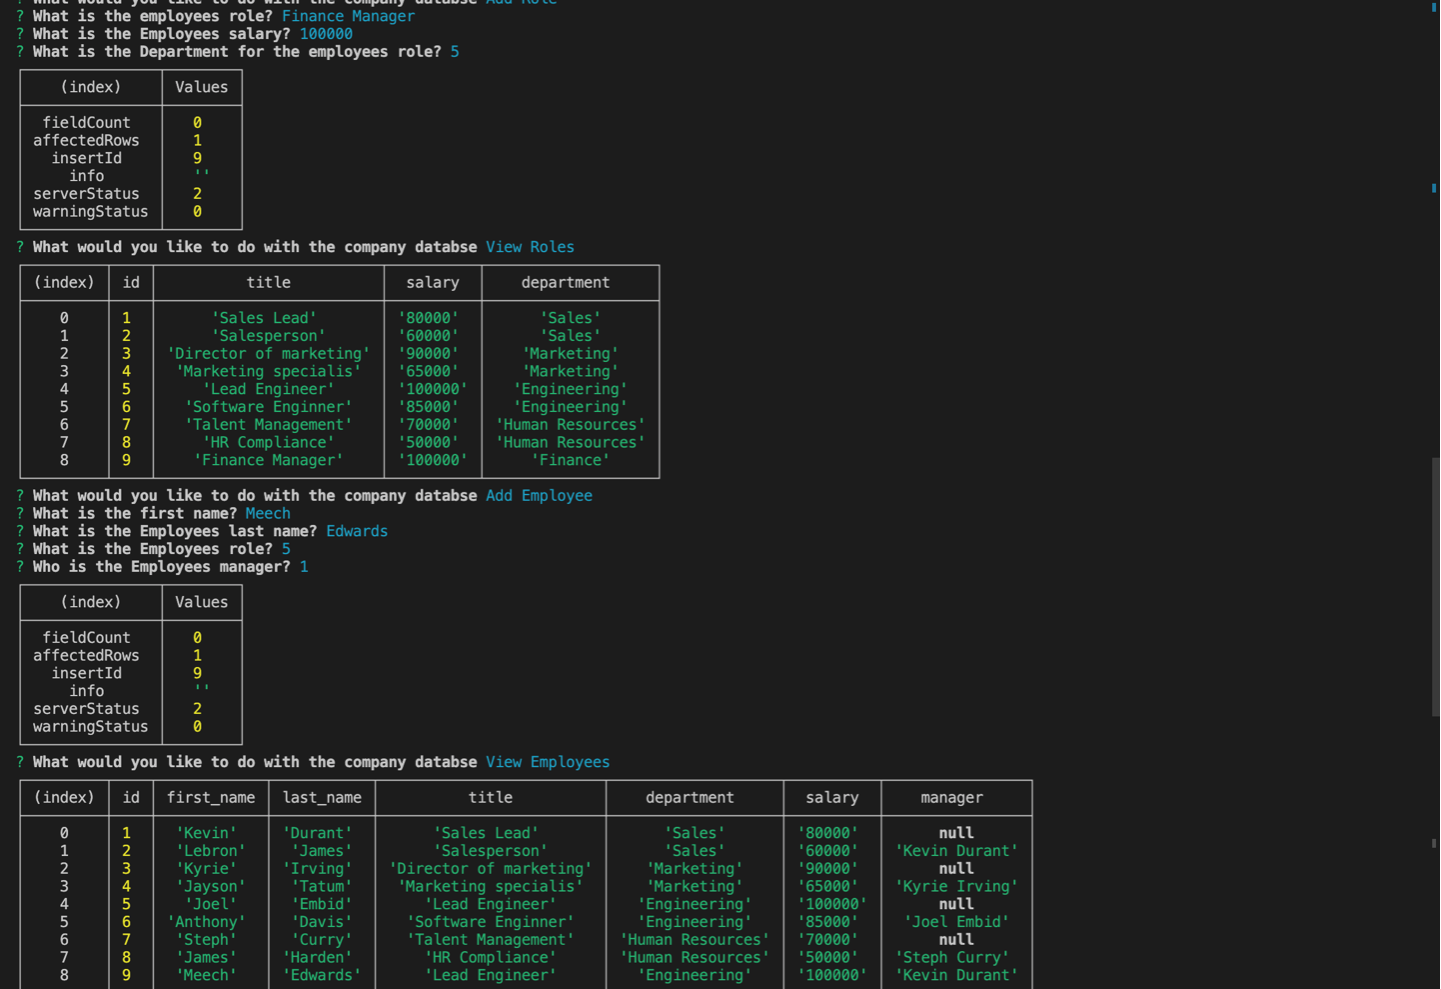 ? What would you like to do with the company databse Add Role
? What is the employees role? Finance Manager
? What is the Employees salary? 100000
? What is the Department for the employees role? 5
(index) Values
fieldCount 0
affectedRows 1
insertId 9
info ''
serverStatus 2
warningStatus 0
? What would you like to do with the company databse View Roles
(index) id title salary department
0 1 'Sales Lead' '80000' 'Sales'
1 2 'Salesperson' '60000' 'Sales'
2 3 'Director of marketing' '90000' 'Marketing'
3 4 'Marketing specialis' '65000' 'Marketing'
4 5 'Lead Engineer' '100000' 'Engineering'
5 6 'Software Enginner' '85000' 'Engineering'
6 7 'Talent Management' '70000' 'Human Resources'
7 8 'HR Compliance' '50000' 'Human Resources'
8 9 'Finance Manager' '100000' 'Finance'
? What would you like to do with the company databse Add Employee
? What is the first name? Meech
? What is the Employees last name? Edwards
? What is the Employees role? 5
? Who is the Employees manager? 1
(index) Values
fieldCount 0
affectedRows 1
insertId 9
info ''
serverStatus 2
warningStatus 0
? What would you like to do with the company databse View Employees
(index) id first_name last_name title department salary manager
0 1 'Kevin' 'Durant' 'Sales Lead' 'Sales' '80000' null
1 2 'Lebron' 'James' 'Salesperson' 'Sales' '60000' 'Kevin Durant'
2 3 'Kyrie' 'Irving' 'Director of marketing' 'Marketing' '90000' null
3 4 'Jayson' 'Tatum' 'Marketing specialis' 'Marketing' '65000' 'Kyrie Irving'
4 5 'Joel' 'Embid' 'Lead Engineer' 'Engineering' '100000' null
5 6 'Anthony' 'Davis' 'Software Enginner' 'Engineering' '85000' 'Joel Embid'
6 7 'Steph' 'Curry' 'Talent Management' 'Human Resources' '70000' null
7 8 'James' 'Harden' 'HR Compliance' 'Human Resources' '50000' 'Steph Curry'
8 9 'Meech' 'Edwards' 'Lead Engineer' 'Engineering' '100000' 'Kevin Durant'